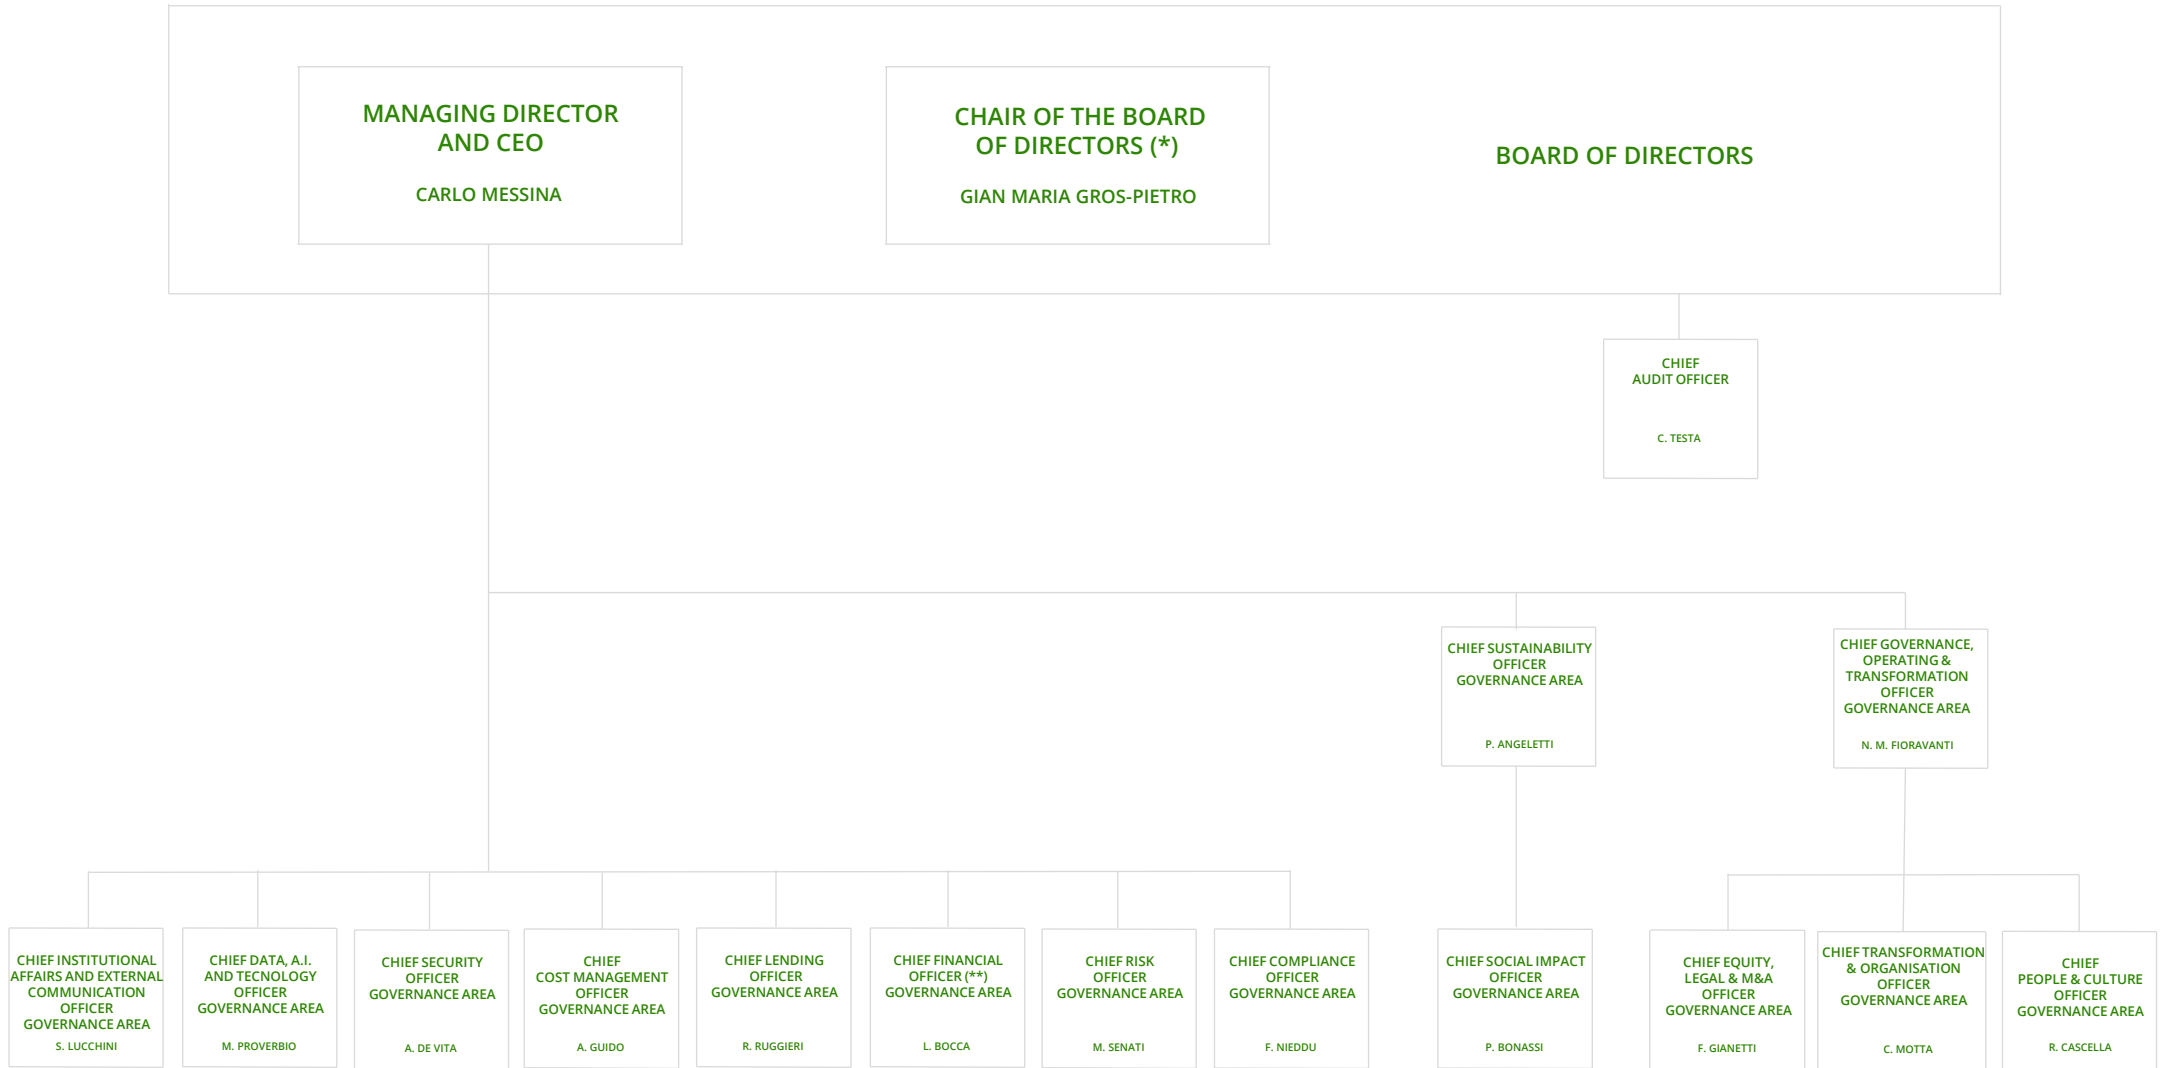 MANAGING DIRECTOR
AND CEO
CARLO MESSINA
CHAIR OF THE BOARD
OF DIRECTORS (*)
GIAN MARIA GROS-PIETRO
BOARD OF DIRECTORS
CHIEF
AUDIT OFFICER
C. TESTA
CHIEF SUSTAINABILITY
OFFICER
GOVERNANCE AREA
P. ANGELETTI
CHIEF GOVERNANCE,
OPERATING &
TRANSFORMATION
OFFICER
GOVERNANCE AREA
N. M. FIORAVANTI
CHIEF INSTITUTIONAL
AFFAIRS AND EXTERNAL
COMMUNICATION
OFFICER
GOVERNANCE AREA
S. LUCCHINI
CHIEF DATA, A.I.
AND TECNOLOGY
OFFICER
GOVERNANCE AREA
M. PROVERBIO
CHIEF SECURITY
OFFICER
GOVERNANCE AREA
A. DE VITA
CHIEF
COST MANAGEMENT
OFFICER
GOVERNANCE AREA
A. GUIDO
CHIEF LENDING
OFFICER
GOVERNANCE AREA
R. RUGGIERI
CHIEF FINANCIAL
OFFICER (**)
GOVERNANCE AREA
L. BOCCA
CHIEF RISK
OFFICER
GOVERNANCE AREA
M. SENATI
CHIEF COMPLIANCE
OFFICER
GOVERNANCE AREA
F. NIEDDU
CHIEF SOCIAL IMPACT
OFFICER
GOVERNANCE AREA
P. BONASSI
CHIEF EQUITY,
LEGAL & M&A
OFFICER
GOVERNANCE AREA
F. GIANETTI
CHIEF TRANSFORMATION
& ORGANISATION
OFFICER
GOVERNANCE AREA
C. MOTTA
CHIEF
PEOPLE & CULTURE
OFFICER
GOVERNANCE AREA
R. CASCELLA